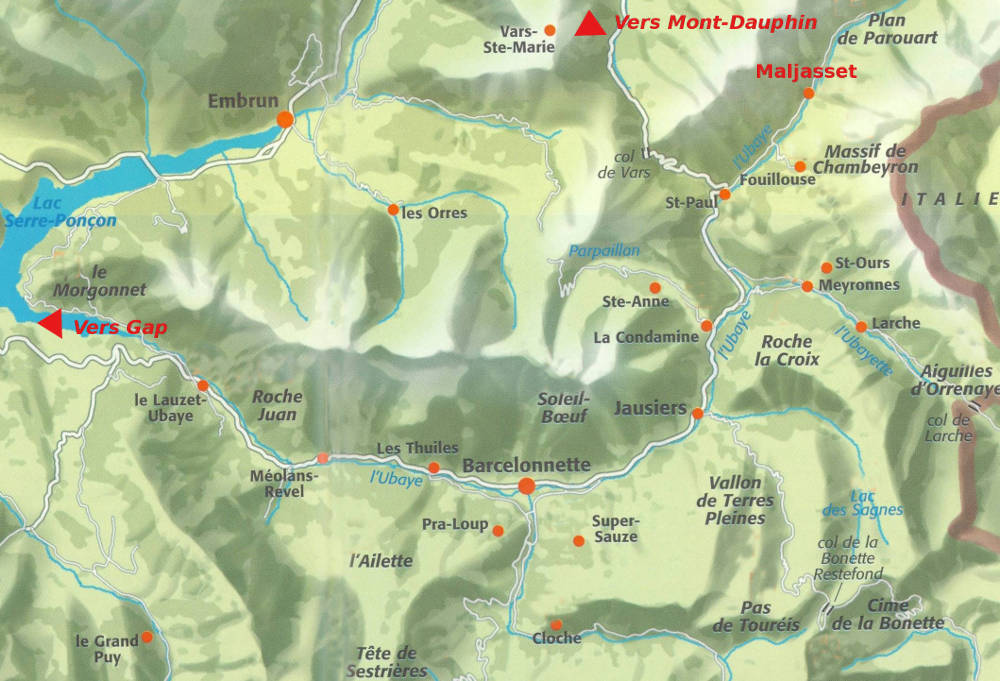 Vars-
Ste-Marie
Vers Mont-Dauphin
Plan
de Parouart
Maljasset
Embrun
l'Ubaye
col
de Vars
Massif de
Chambeyron
Fouillouse
St-Paul
ITALIE
Lac
Serre-Ponçon
les Orres
Parpaillan
le
Morgonnet
St-Ours
Meyronnes
Ste-Anne
Vers Gap
La Condamine
l'Ubaye
Larche
Roche
la Croix
l'Ubayette
Aiguilles
d'Orrenaye
le Lauzet-
Ubaye
Roche
Juan
Soleil-
Bœuf
Jausiers
col de
Larche
Les Thuiles
Barcelonnette
Méolans-
Revel
l'Ubaye
Vallon
de Terres
Pleines
Lac
des Sagnes
Pra-Loup
Super-
Sauze
l'Ailette
col de la
Bonette
Restefond
Pas
de Touréis
Cime
de la Bonette
le Grand
Puy
Cloche
Tête de
Sestrières